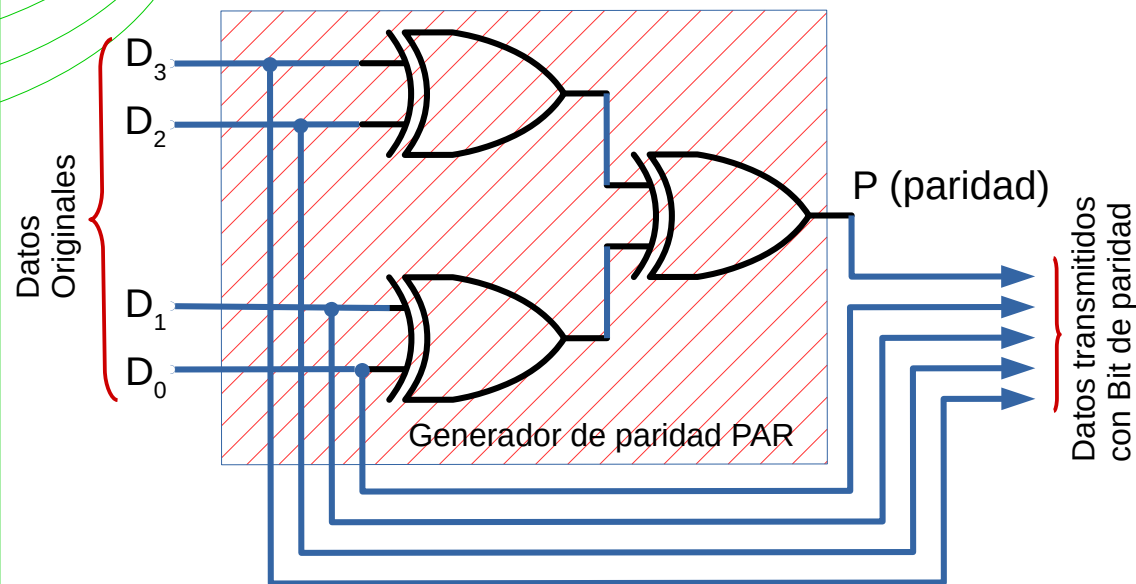 D3
D2
Datos
Originales
D1
D0
P (paridad)
Generador de paridad PAR
Datos transmitidos
con Bit de paridad